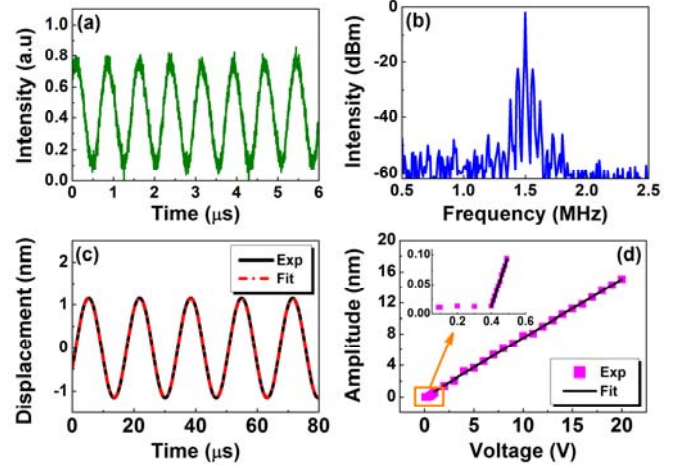 (a)
Intensity (a.u)
1.0
0.8
0.6
0.4
0.2
0.0
0 1 2 3 4 5 6
Time (μs)
(b)
Intensity (dBm)
0
-20
-40
-60
0.5 1.0 1.5 2.0 2.5
Frequency (MHz)
(c)
Displacement (nm)
2
1
0
-1
Exp
Fit
0 20 40 60 80
Time (μs)
(d)
Amplitude (nm)
20
16
12
8
4
0
0.10
0.05
0.00
0.2 0.4 0.6
Exp
Fit
0 5 10 15 20
Voltage (V)